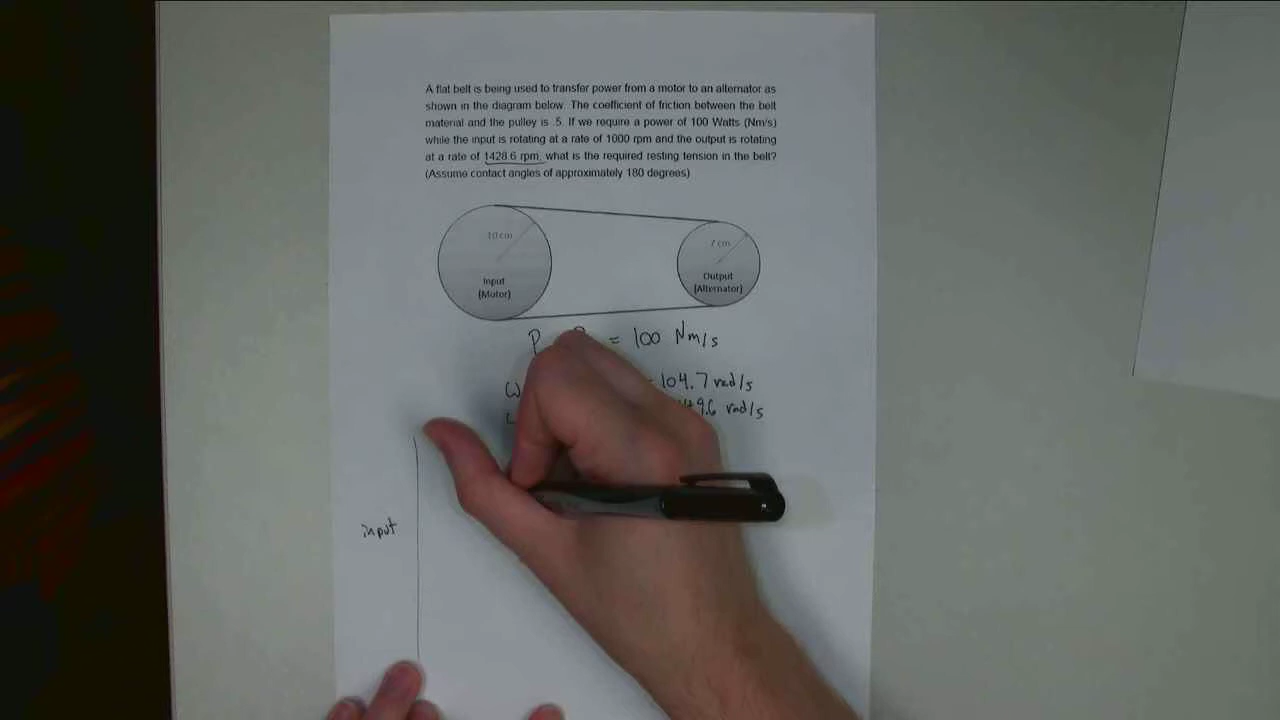 A flat belt is being used to transfer power from a motor to an alternator as
shown in the diagram below. The coefficient of friction between the belt
material and the pulley is .5. If we require a power of 100 Watts (Nm/s)
while the input is rotating at a rate of 1000 rpm and the output is rotating
at a rate of 1428.6 rpm, what is the required resting tension in the belt?
(Assume contact angles of approximately 180 degrees)
10 cm
7 cm
Input
(Motor)
Output
(Alternator)
P = 100 Nm/s
ω 104.7 rad/s
rad/s
input